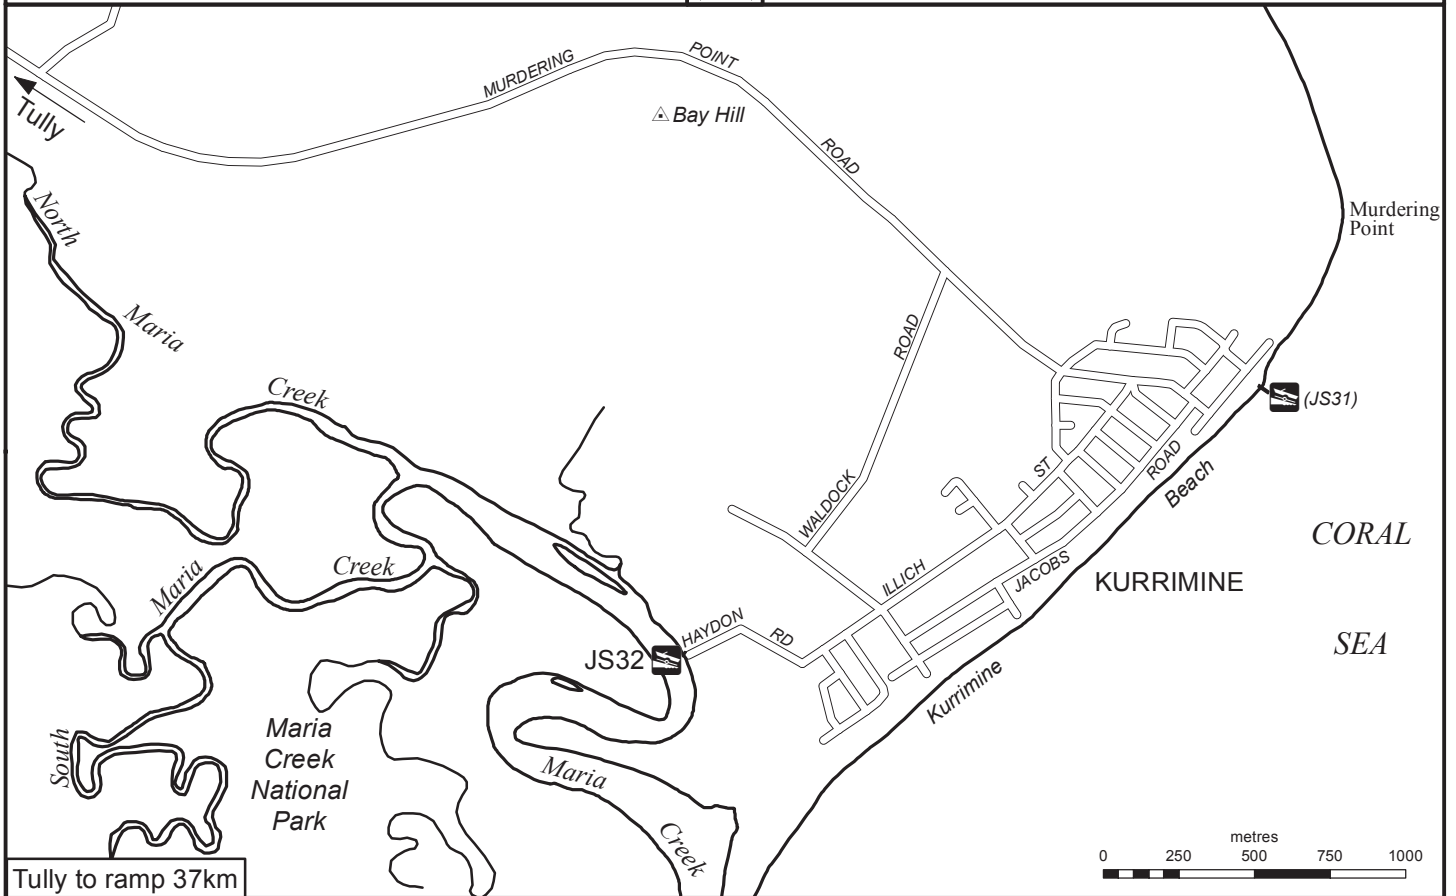 MURDERING
POINT
Tully
Bay Hill
ROAD
North
Murdering
Point
Maria
ROAD
Creek
(JS31)
ST
ROAD
Beach
WALDOCK
CORAL
Creek
Maria
ILLICH
JACOBS
KURRIMINE
HAYDON
RD
JS32
SEA
Kurrimine
Maria
Creek
National
Park
South
Maria
Creek
metres
0 250 500 750 1000
Tully to ramp 37km